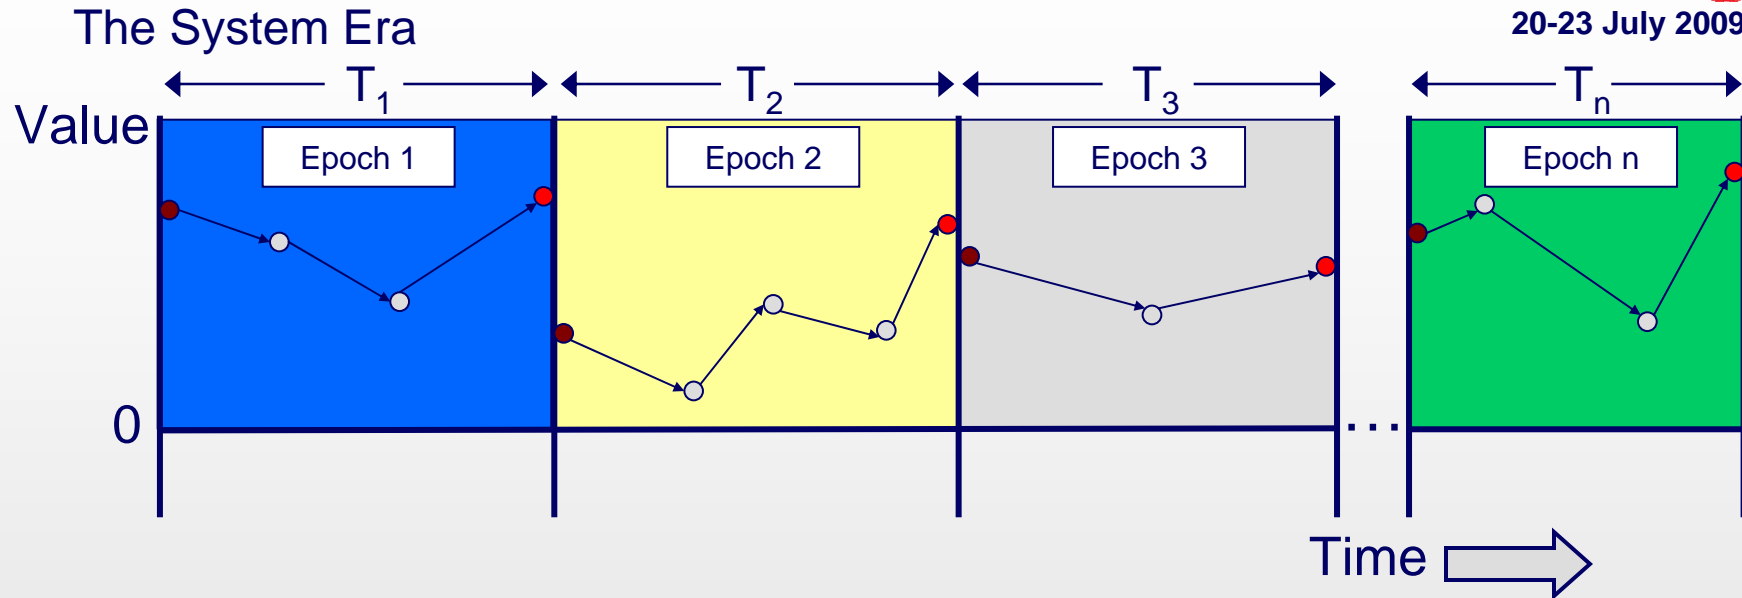 The System Era
20-23 July 2009
T1 T2 T3 Tn
Value
Epoch 1 Epoch 2 Epoch 3 Epoch n
0
...
Time